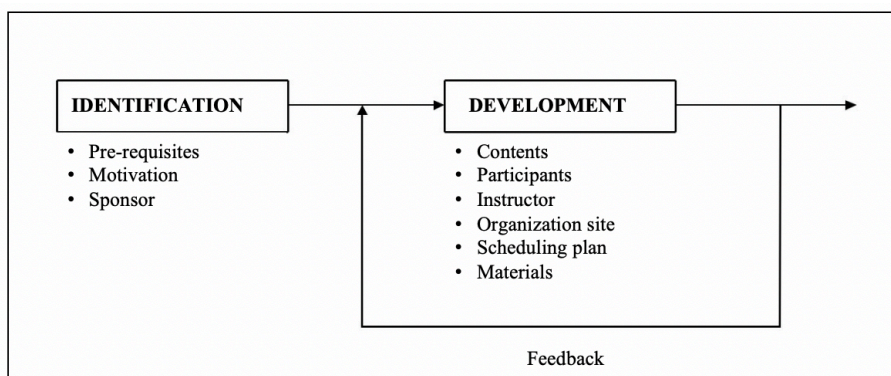 IDENTIFICATION
• Pre-requisites
• Motivation
• Sponsor
DEVELOPMENT
• Contents
• Participants
• Instructor
• Organization site
• Scheduling plan
• Materials
Feedback